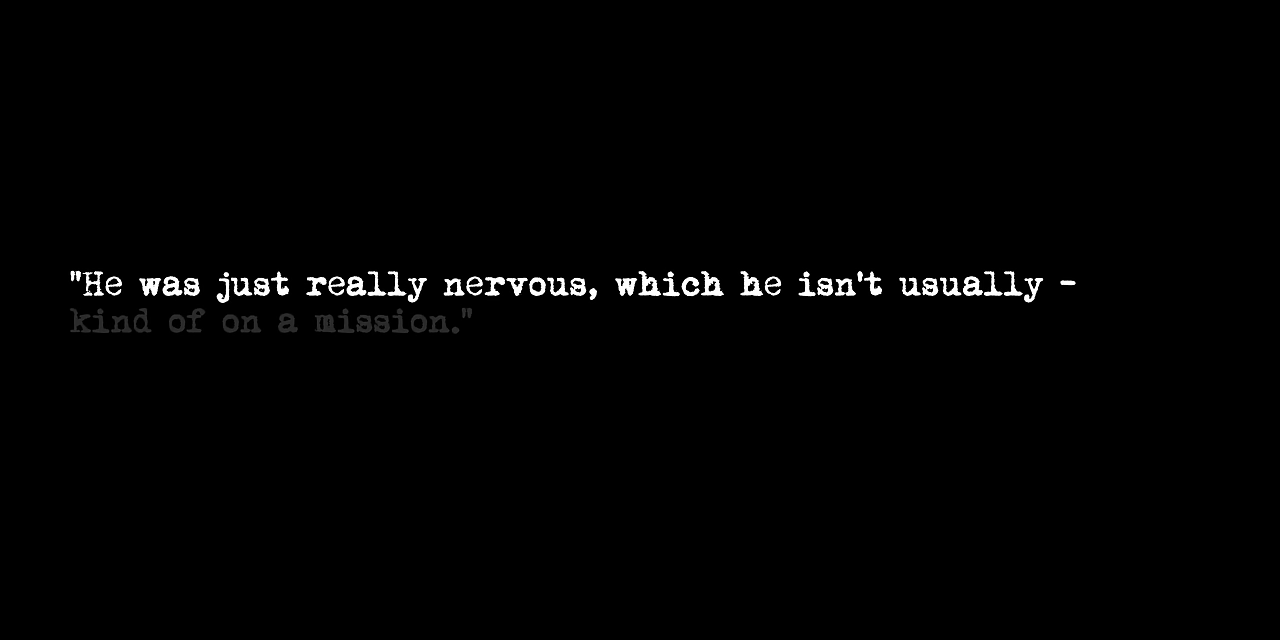 "He was just really nervous, which he isn't usually -
kind of on a mission."